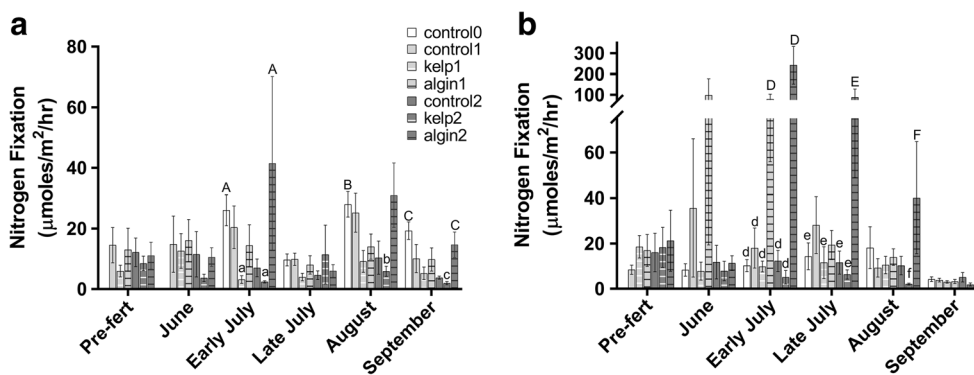 a
Nitrogen Fixation
(μmoles/m²/hr)
80
60
40
20
0
A
a
a
A
B
b
C
c
C
Pre-fert
June
Early July
Late July
August
September
control0
control1
kelp1
algin1
control2
kelp2
algin2
b
Nitrogen Fixation
(μmoles/m²/hr)
300
200
100
60
40
20
0
d
d
d
D
d
d
D
e
e
e
e
E
f
F
Pre-fert
June
Early July
Late July
August
September